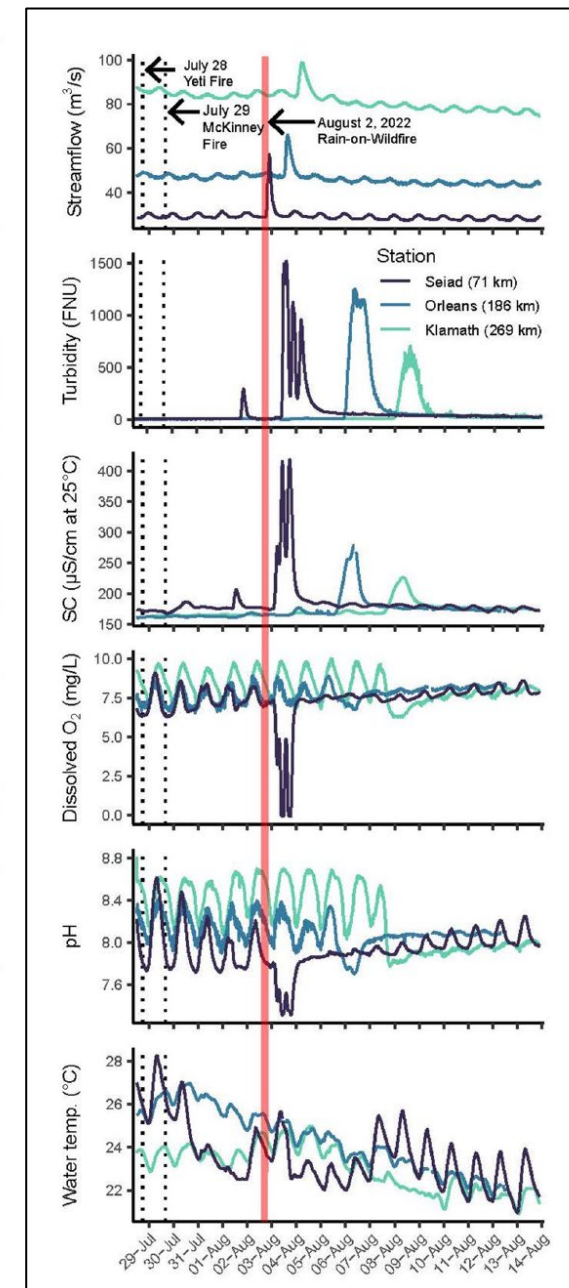 Streamflow (m³/s)
100
80
60
40
July 28
Yeti Fire
July 29
McKinney
Fire
August 2, 2022
Rain-on-Wildfire
Turbidity (FNU)
1500
1000
500
0
Station
Seiad (71 km)
Orleans (186 km)
Klamath (269 km)
SC (µS/cm at 25°C)
400
350
300
250
200
150
Dissolved O₂ (mg/L)
10.0
7.5
5.0
2.5
0.0
pH
8.8
8.4
8.0
7.6
Water temp. (°C)
28
26
24
22
29-Jul
30-Jul
31-Jul
01-Aug
02-Aug
03-Aug
04-Aug
05-Aug
06-Aug
07-Aug
08-Aug
09-Aug
10-Aug
11-Aug
12-Aug
13-Aug
14-Aug